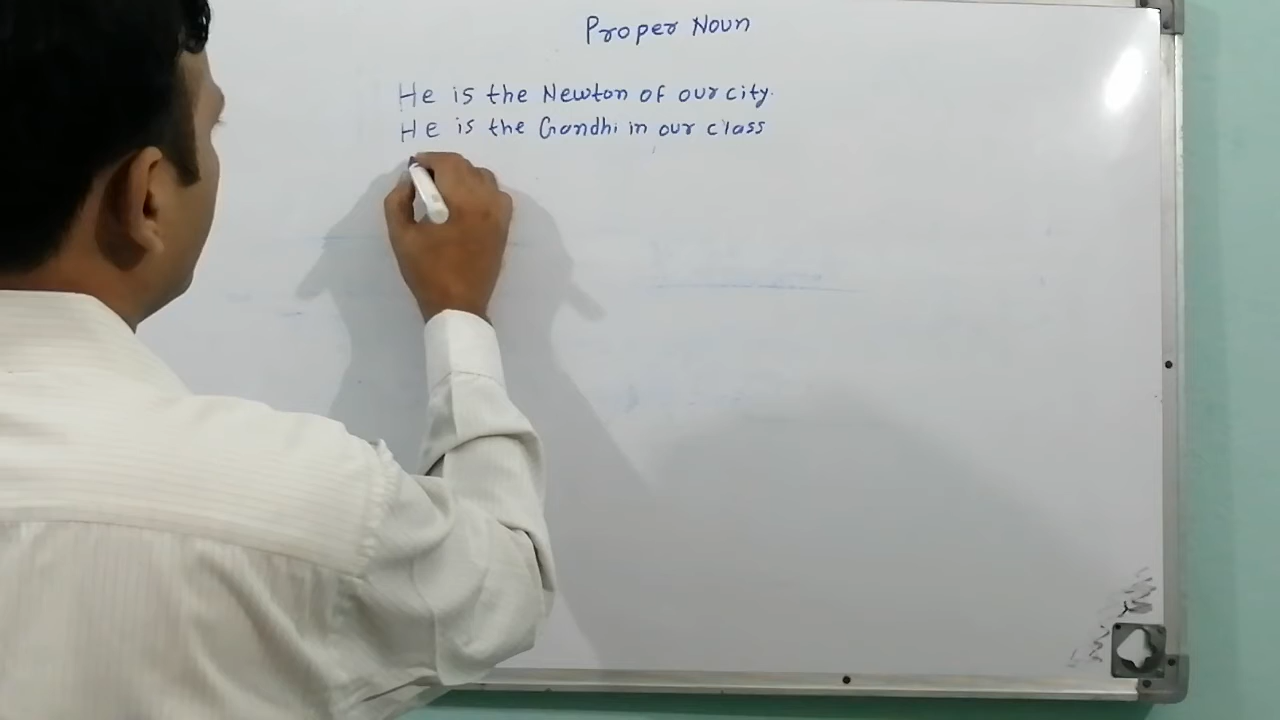 Proper Noun
He is the Newton of our city.
He is the Gandhi in our class